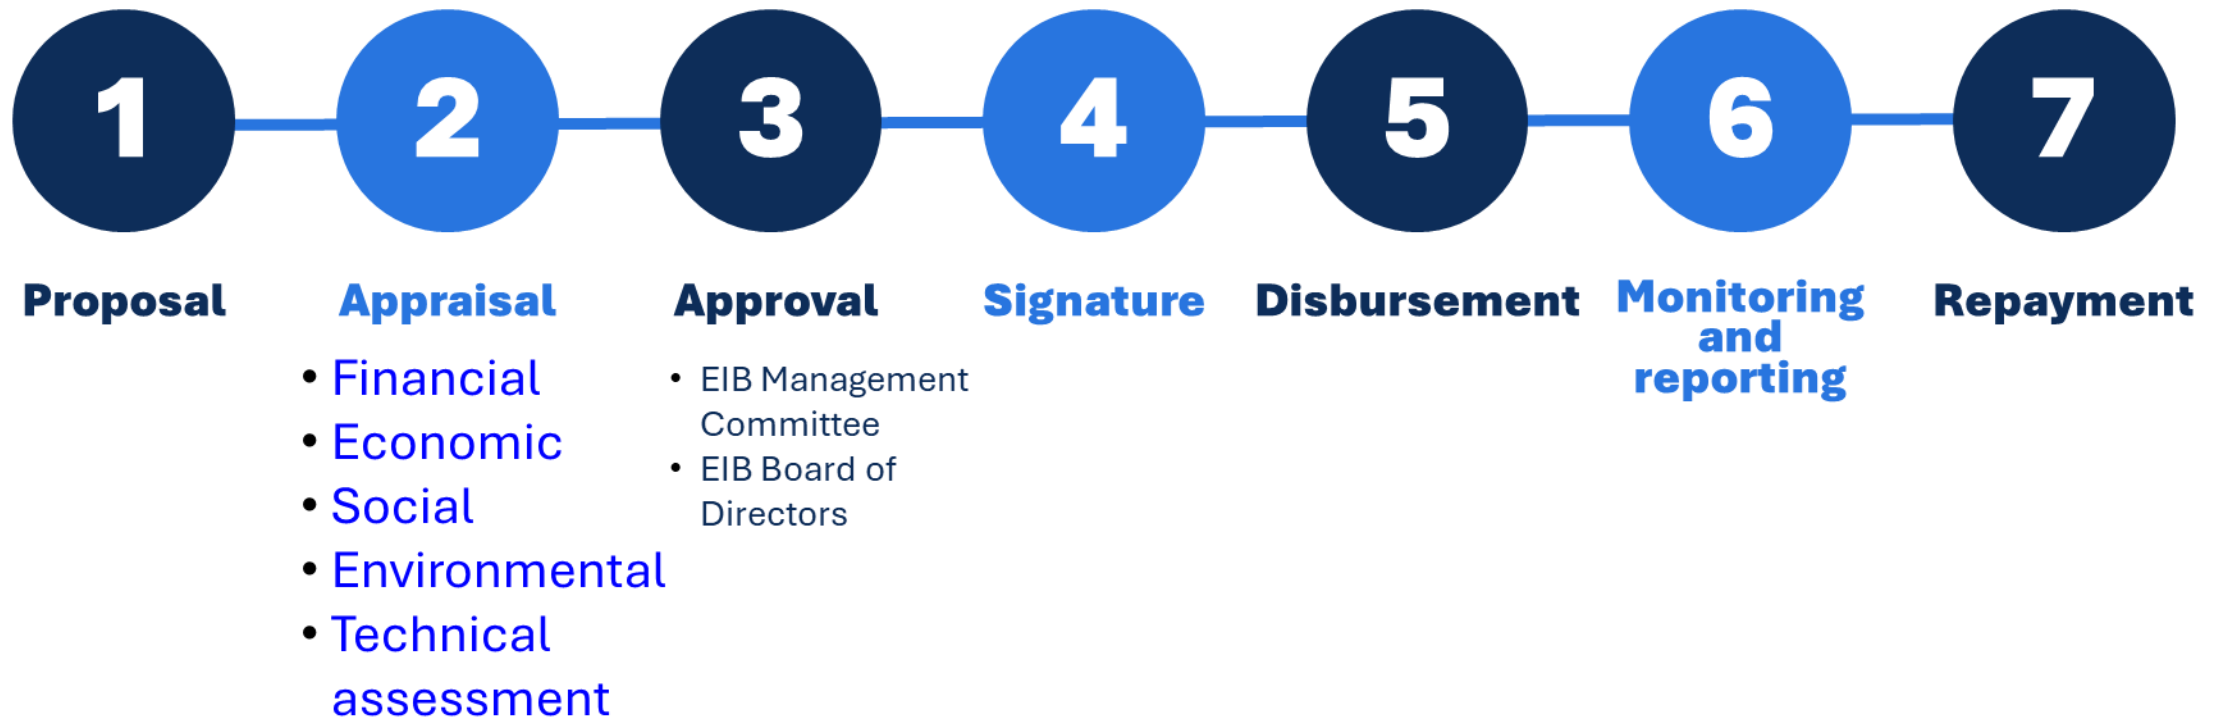 1
2
3
4
5
6
7
Proposal
Appraisal
• Financial
• Economic
• Social
• Environmental
• Technical
assessment
Approval
• EIB Management
Committee
• EIB Board of
Directors
Signature
Disbursement
Monitoring
and
reporting
Repayment